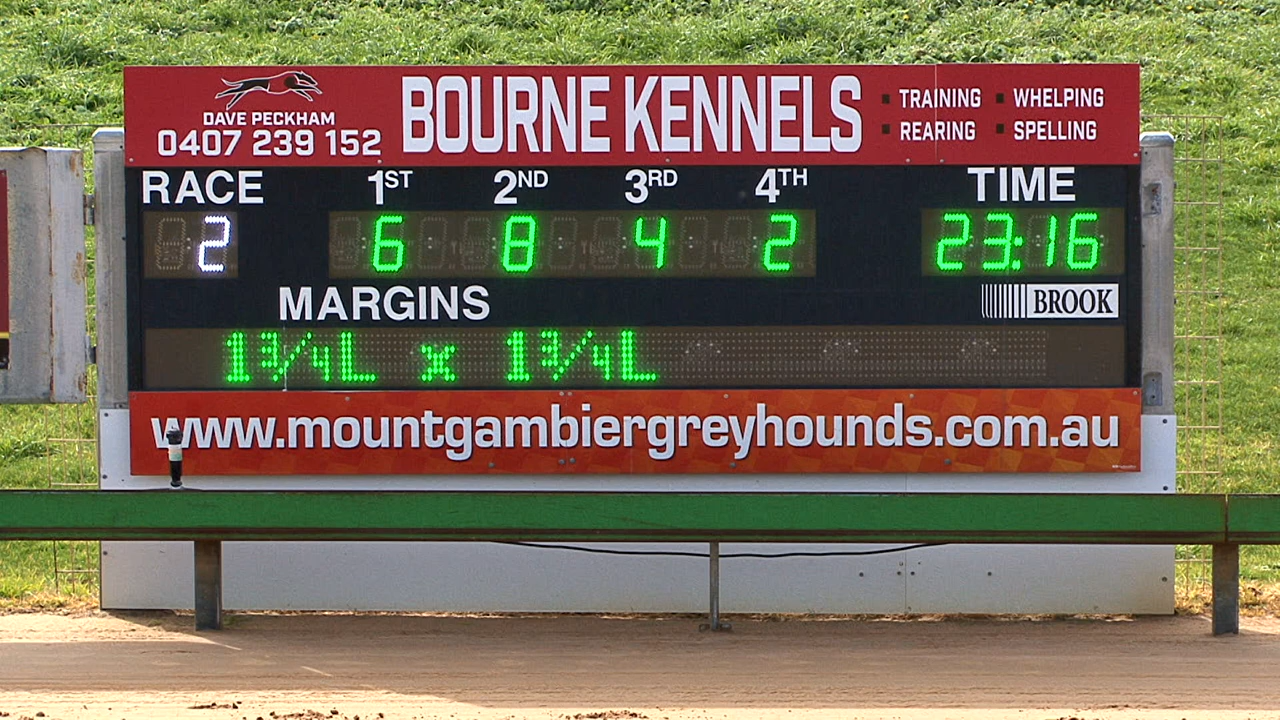 DAVE PECKHAM
0407 239 152
BOURNE KENNELS
TRAINING WHELPING
REARING SPELLING
RACE 1ST 2ND 3RD 4TH TIME
2 6 8 4 2 23:16
MARGINS
BROOK
1¾L x 1¾L
www.mountgambiergreyhounds.com.au